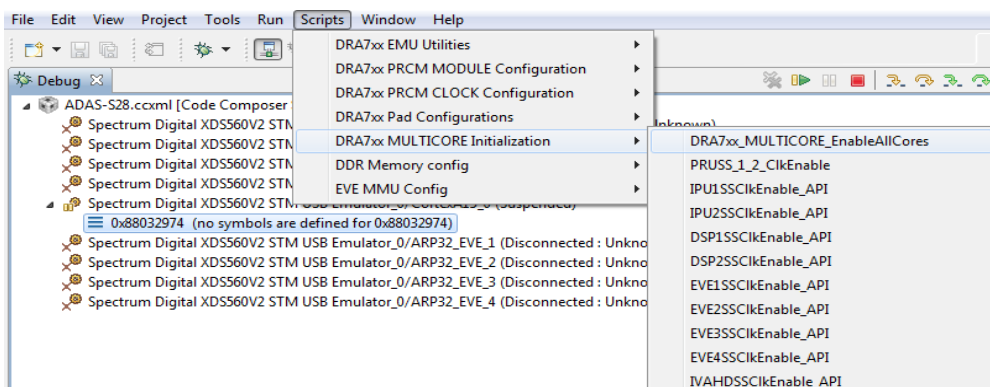 File Edit View Project Tools Run Scripts Window Help
DRA7xx EMU Utilities
DRA7xx PRCM MODULE Configuration
DRA7xx PRCM CLOCK Configuration
DRA7xx Pad Configurations
DRA7xx MULTICORE Initialization
DDR Memory config
EVE MMU Config
DRA7xx_MULTICORE_EnableAllCores
PRUSS_1_2_ClkEnable
IPU1SSClkEnable_API
IPU2SSClkEnable_API
DSP1SSClkEnable_API
DSP2SSClkEnable_API
EVE1SSClkEnable_API
EVE2SSClkEnable_API
EVE3SSClkEnable_API
EVE4SSClkEnable_API
IVAHDSSClkEnable_API
Debug
ADAS-S28.ccxml [Code Composer
Spectrum Digital XDS560V2 STM
Spectrum Digital XDS560V2 STM
Spectrum Digital XDS560V2 STM
Spectrum Digital XDS560V2 STM
Spectrum Digital XDS560V2 STM USB Emulator_0/CortexA15_0 (Suspended)
0x88032974 (no symbols are defined for 0x88032974)
Spectrum Digital XDS560V2 STM USB Emulator_0/ARP32_EVE_1 (Disconnected : Unkno
Spectrum Digital XDS560V2 STM USB Emulator_0/ARP32_EVE_2 (Disconnected : Unkno
Spectrum Digital XDS560V2 STM USB Emulator_0/ARP32_EVE_3 (Disconnected : Unkno
Spectrum Digital XDS560V2 STM USB Emulator_0/ARP32_EVE_4 (Disconnected : Unkno